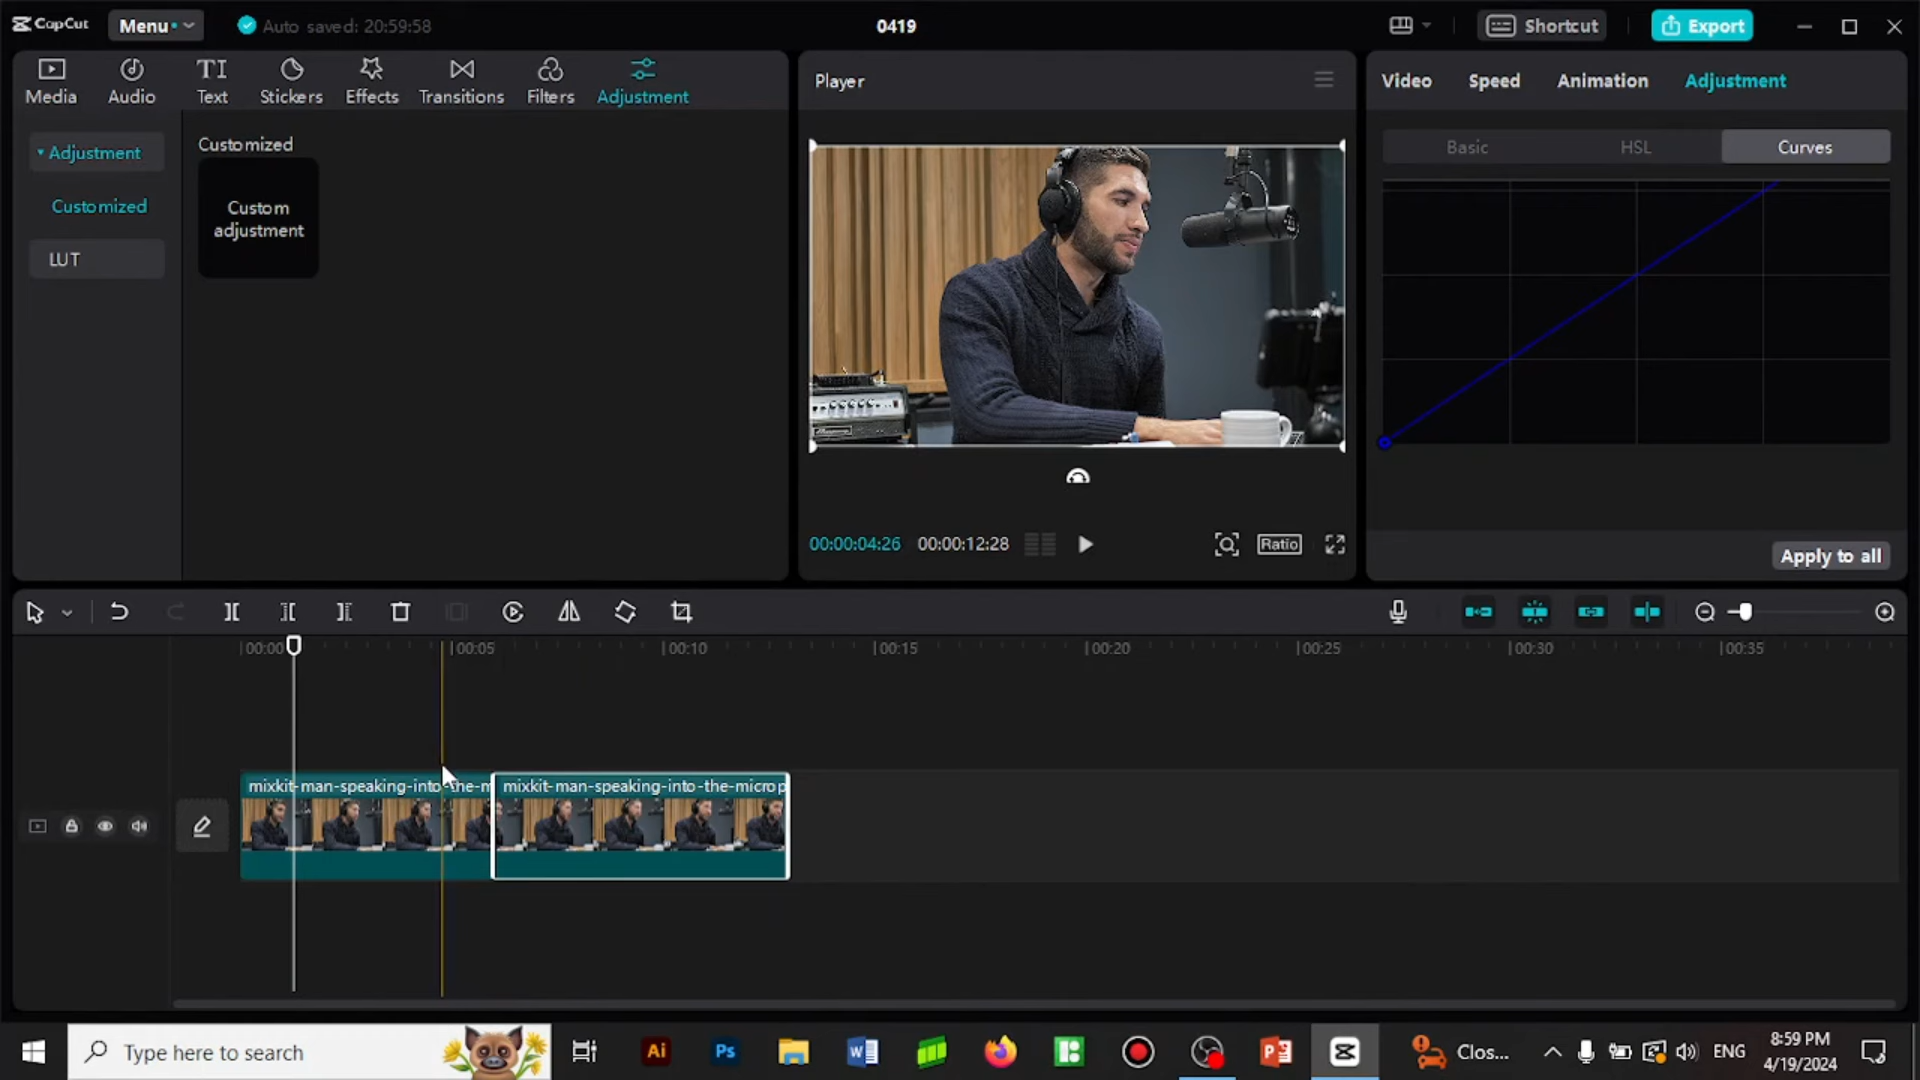 CapCut
Menu
Auto saved: 20:59:58
0419
Shortcut
Export
Media
Audio
TI
Text
Stickers
Effects
Transitions
Filters
Adjustment
Player
Video
Speed
Animation
Adjustment
Adjustment
Customized
LUT
Customized
Custom
adjustment
Basic
HSL
Curves
00:00:04:26
00:00:12:28
Ratio
Apply to all
00:00
00:05
00:10
00:15
00:20
00:25
00:30
00:35
mixkit-man-speaking-into-the-m
mixkit-man-speaking-into-the-microp
Type here to search
Ai
Ps
Clos...
ENG
8:59 PM
4/19/2024